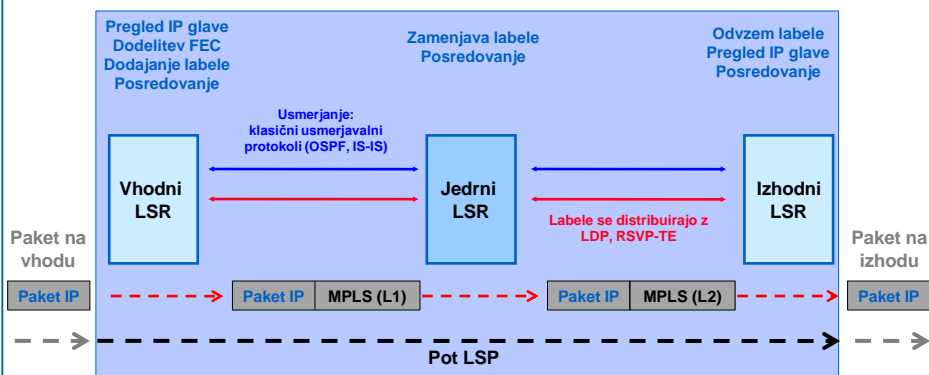 Pregled IP glave
Dodelitev FEC
Dodajanje labele
Posredovanje
Zamenjava labele
Posredovanje
Odvzem labele
Pregled IP glave
Posredovanje
Usmerjanje:
klasični usmerjavalni
protokoli (OSPF, IS-IS)
Vhodni
LSR
Jedrni
LSR
Izhodni
LSR
Labele se distribuirajo z
LDP, RSVP-TE
Paket na
vhodu
Paket na
izhodu
Paket IP
Paket IP
MPLS (L1)
Paket IP
MPLS (L2)
Paket IP
Pot LSP